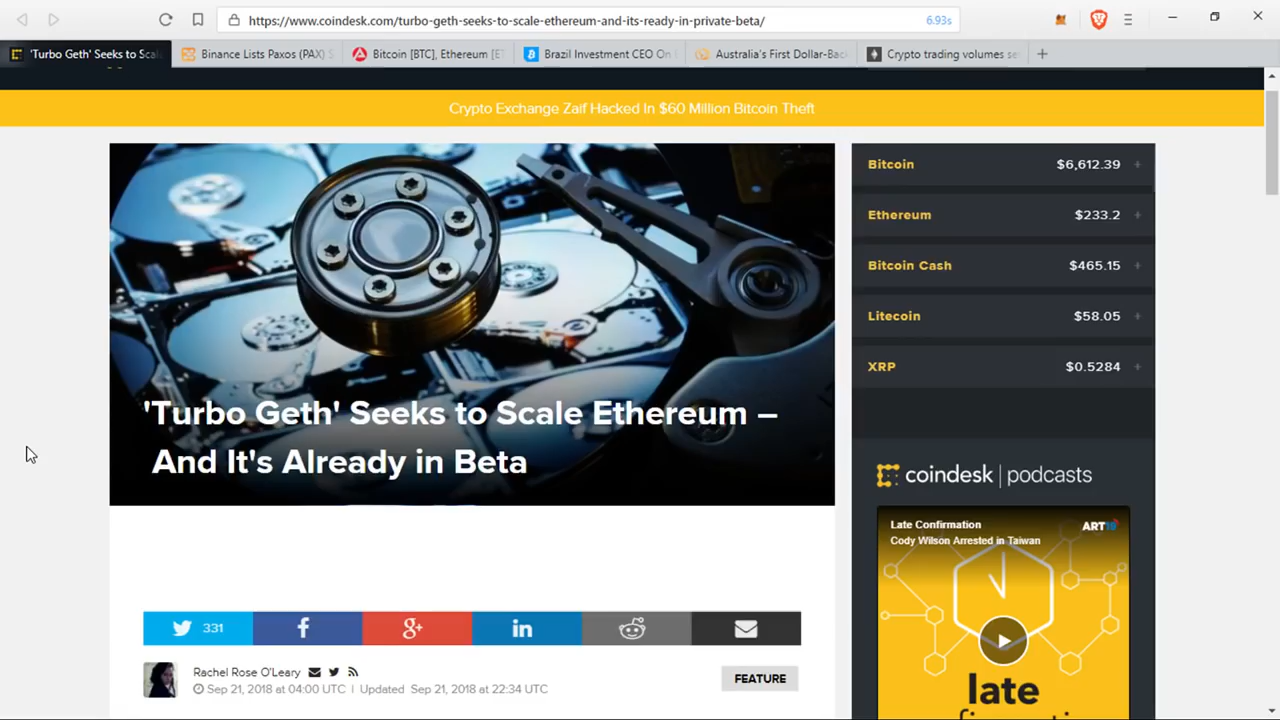 https://www.coindesk.com/turbo-geth-seeks-to-scale-ethereum-and-its-ready-in-private-beta/
6.93s
'Turbo Geth' Seeks to Scal
Binance Lists Paxos (PAX) S
Bitcoin [BTC], Ethereum [ET
Brazil Investment CEO On
Australia's First Dollar-Back
Crypto trading volumes se
Crypto Exchange Zaif Hacked In $60 Million Bitcoin Theft
'Turbo Geth' Seeks to Scale Ethereum –
And It's Already in Beta
331
Rachel Rose O'Leary
Sep 21, 2018 at 04:00 UTC | Updated Sep 21, 2018 at 22:34 UTC
FEATURE
Bitcoin $6,612.39 +
Ethereum $233.2 +
Bitcoin Cash $465.15 +
Litecoin $58.05 +
XRP $0.5284 +
coindesk | podcasts
Late Confirmation
ART19
Cody Wilson Arrested in Taiwan
late